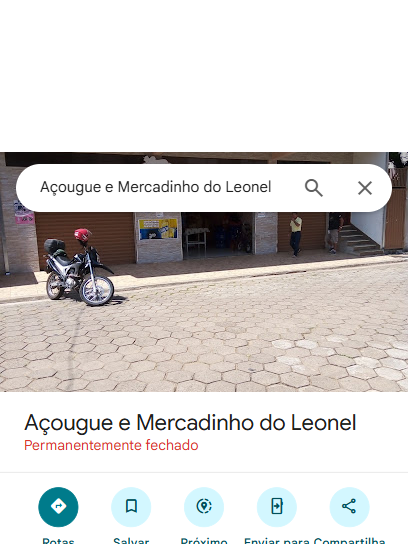 Açougue e Mercadinho do Leonel
Açougue e Mercadinho do Leonel
Permanentemente fechado
Rotas
Salvar
Próximo
Enviar para
Compartilha